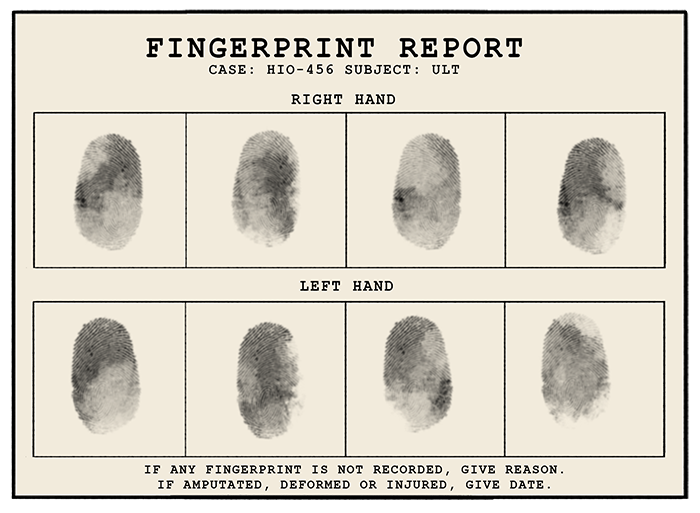 FINGERPRINT REPORT
CASE: HIO-456 SUBJECT: ULT
RIGHT HAND
LEFT HAND
IF ANY FINGERPRINT IS NOT RECORDED, GIVE REASON.
IF AMPUTATED, DEFORMED OR INJURED, GIVE DATE.